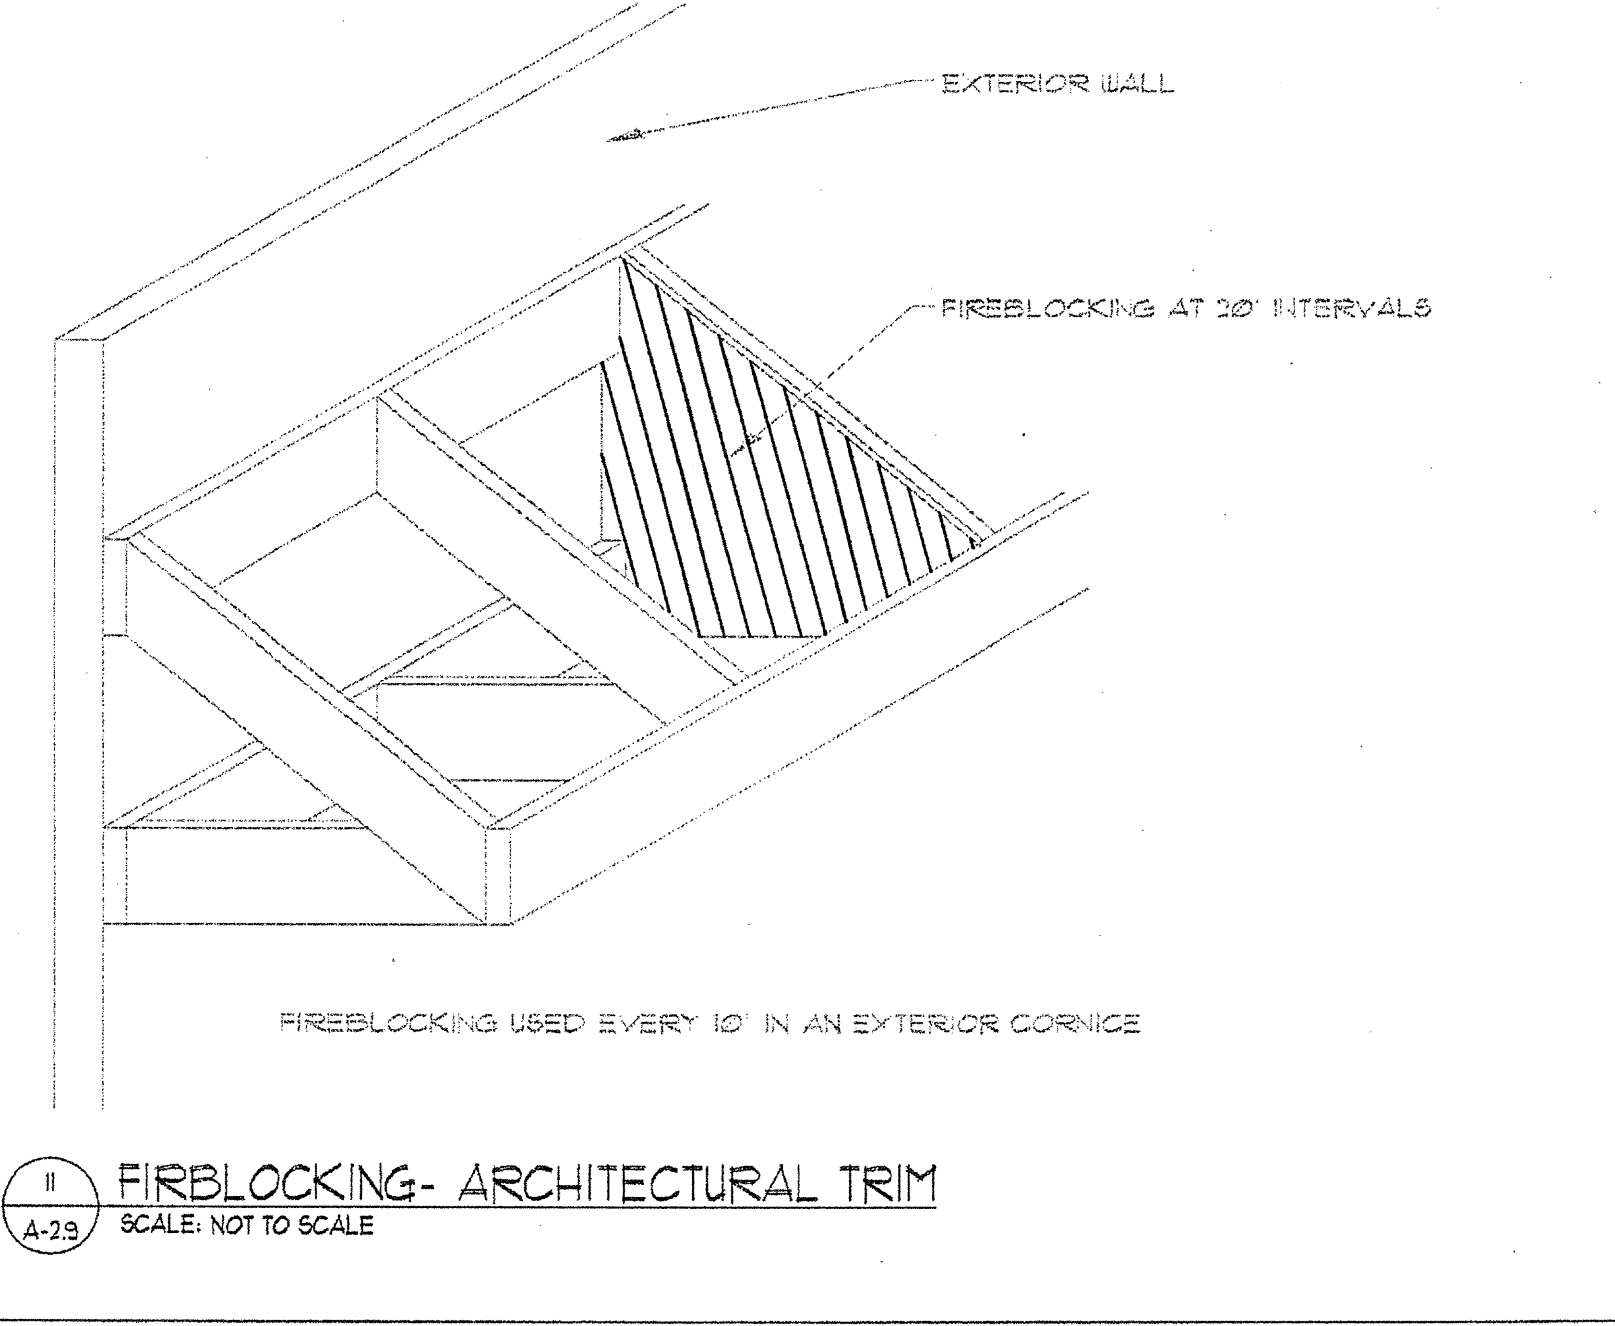 EXTERIOR WALL
FIREBLOCKING AT 20' INTERVALS
FIREBLOCKING USED EVERY 10' IN AN EXTERIOR CORNICE
11
A-2.9
FIRBLOCKING- ARCHITECTURAL TRIM
SCALE: NOT TO SCALE